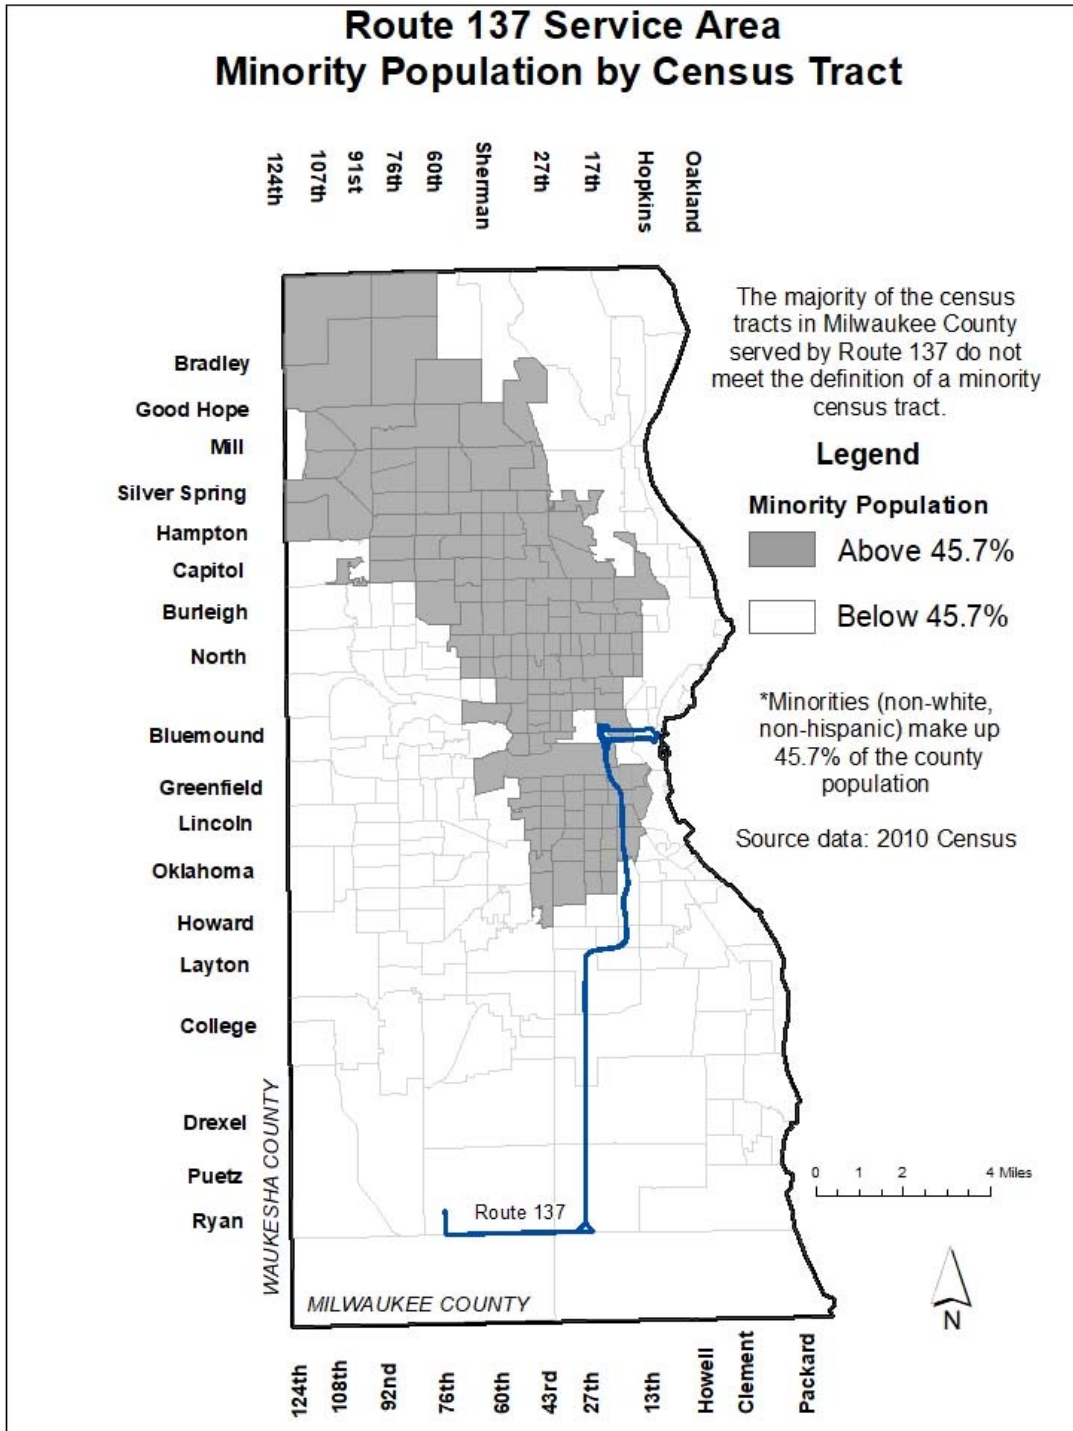 Route 137 Service Area
Minority Population by Census Tract
124th
107th
91st
76th
60th
Sherman
27th
17th
Hopkins
Oakland
The majority of the census
tracts in Milwaukee County
served by Route 137 do not
meet the definition of a minority
census tract.
Legend
Minority Population
Above 45.7%
Below 45.7%
*Minorities (non-white,
non-hispanic) make up
45.7% of the county
population
Source data: 2010 Census
Bradley
Good Hope
Mill
Silver Spring
Hampton
Capitol
Burleigh
North
Bluemound
Greenfield
Lincoln
Oklahoma
Howard
Layton
College
Drexel
Puetz
Ryan
WAUKESHA COUNTY
Route 137
MILWAUKEE COUNTY
0 1 2 4 Miles
N
124th
108th
92nd
76th
60th
43rd
27th
13th
Howell
Clement
Packard